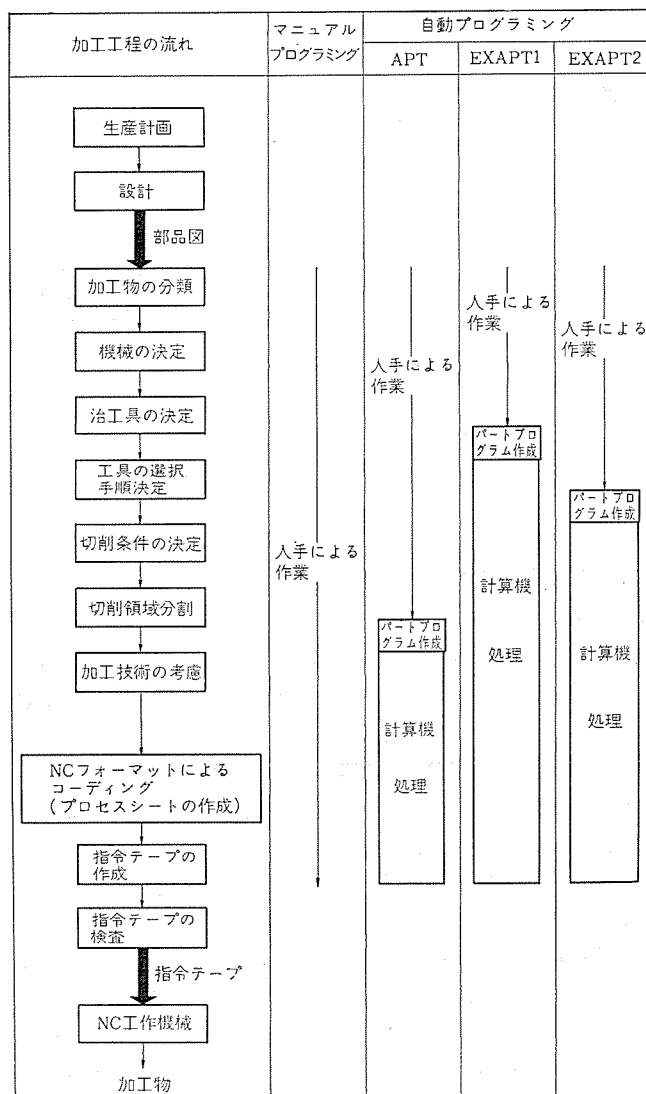 加工工程の流れ
マニュアル
プログラミング
自動プログラミング
APT
EXAPT1
EXAPT2
生産計画
設計
部品図
加工物の分類
機械の決定
治工具の決定
工具の選択
手順決定
切削条件の決定
切削領域分割
加工技術の考慮
NCフォーマットによる
コーディング
(プロセスシートの作成)
指令テープの
作成
指令テープの
検査
指令テープ
NC工作機械
加工物
人手による
作業
人手による
作業
パートプロ
グラム作成
計算機
処理
人手による
作業
パートプロ
グラム作成
計算機
処理
人手による
作業
パートプロ
グラム作成
計算機
処理